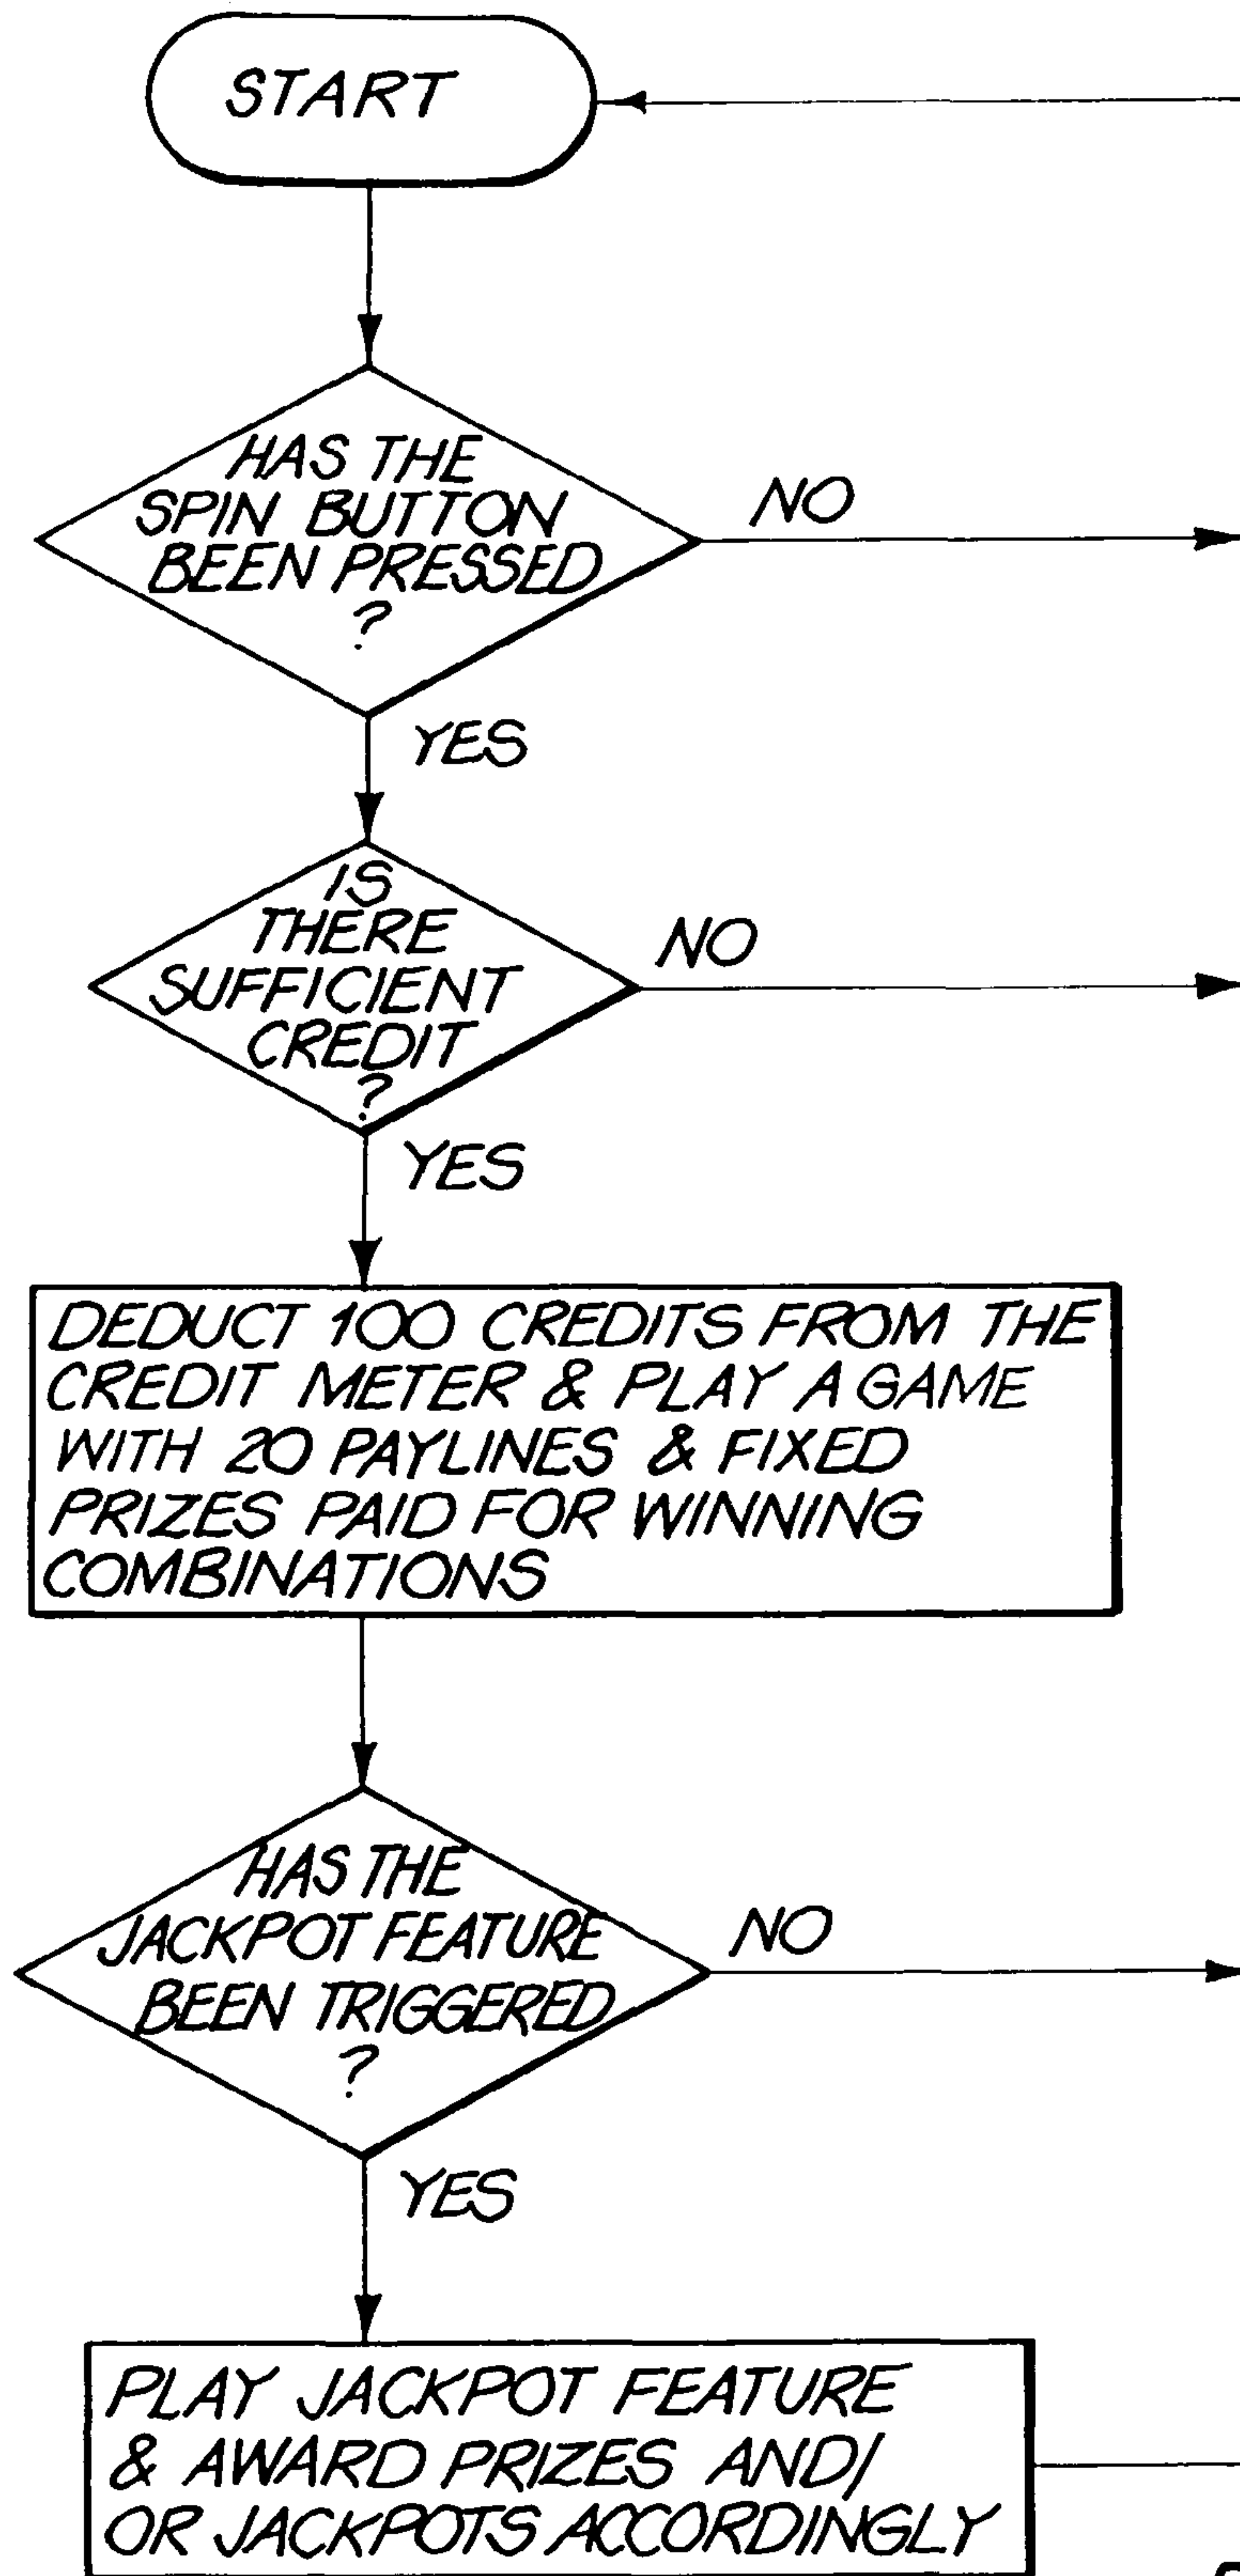 START
HAS THE
SPIN BUTTON
BEEN PRESSED
?
NO
YES
IS
THERE
SUFFICIENT
CREDIT
?
NO
YES
DEDUCT 100 CREDITS FROM THE
CREDIT METER & PLAY A GAME
WITH 20 PAYLINES & FIXED
PRIZES PAID FOR WINNING
COMBINATIONS
HAS THE
JACKPOT FEATURE
BEEN TRIGGERED
?
NO
YES
PLAY JACKPOT FEATURE
& AWARD PRIZES AND/
OR JACKPOTS ACCORDINGLY